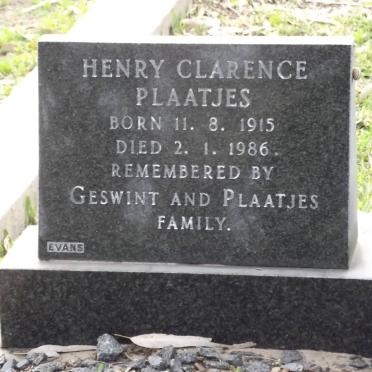 HENRY CLARENCE
PLAATJES
BORN 11. 8. 1915
DIED 2. 1. 1986.
REMEMBERED BY
GESWINT AND PLAATJES
FAMILY.
EVANS